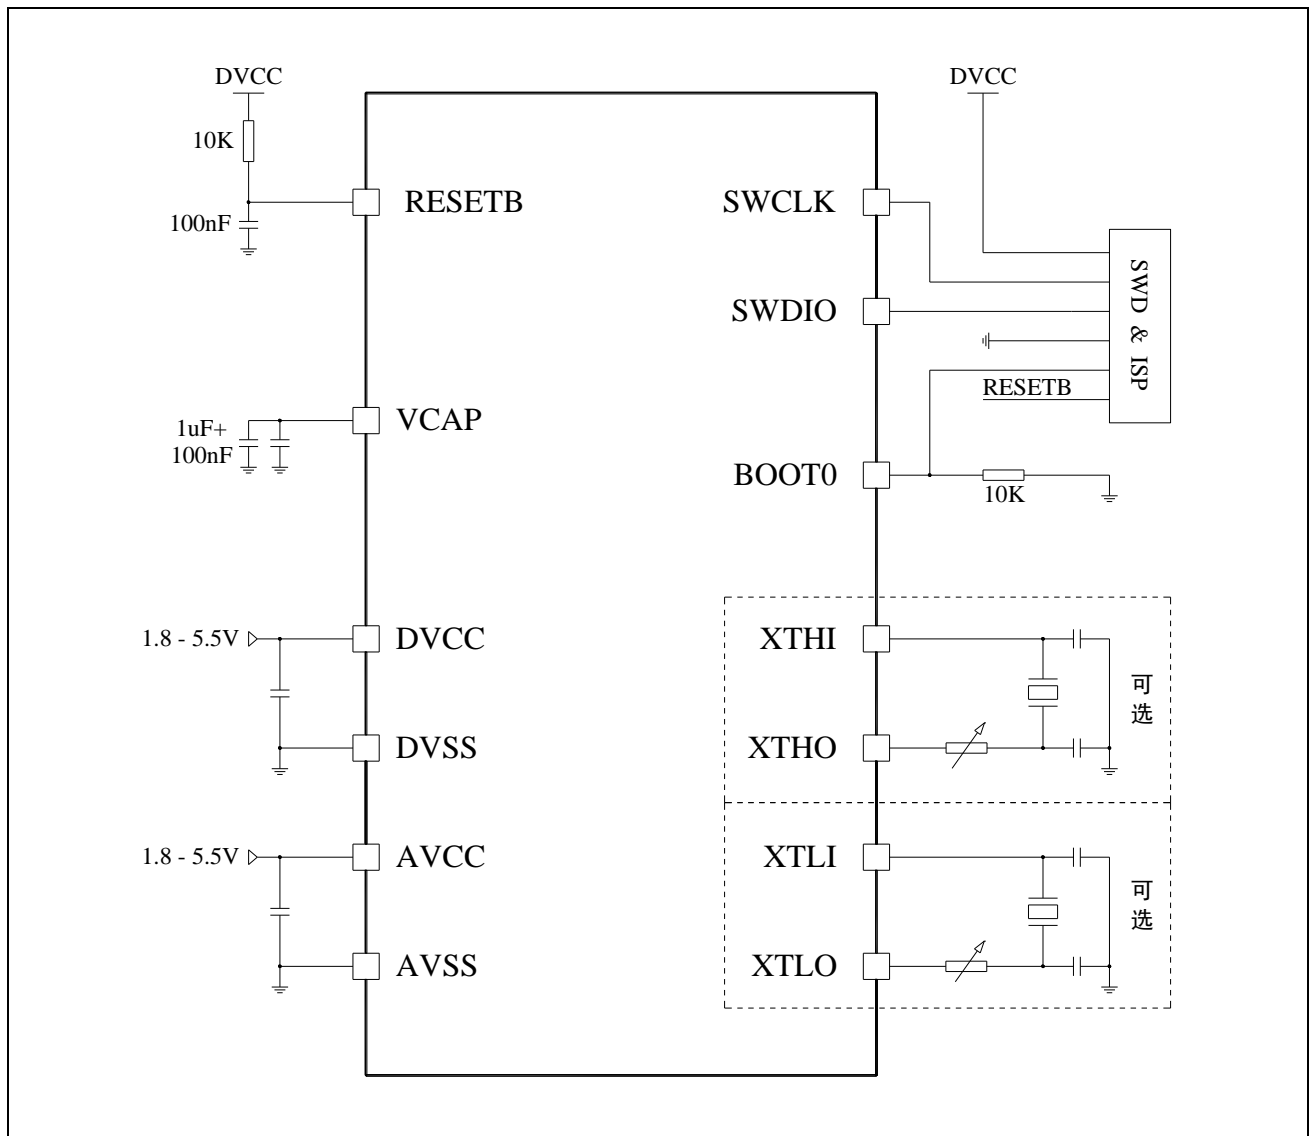 DVCC
10K
100nF
RESETB
1uF+
100nF
VCAP
1.8 - 5.5V
DVCC
DVSS
1.8 - 5.5V
AVCC
AVSS
DVCC
SWCLK
SWDIO
SWD & ISP
RESETB
BOOT0
10K
XTHI
XTHO
可
选
XTLI
XTLO
可
选